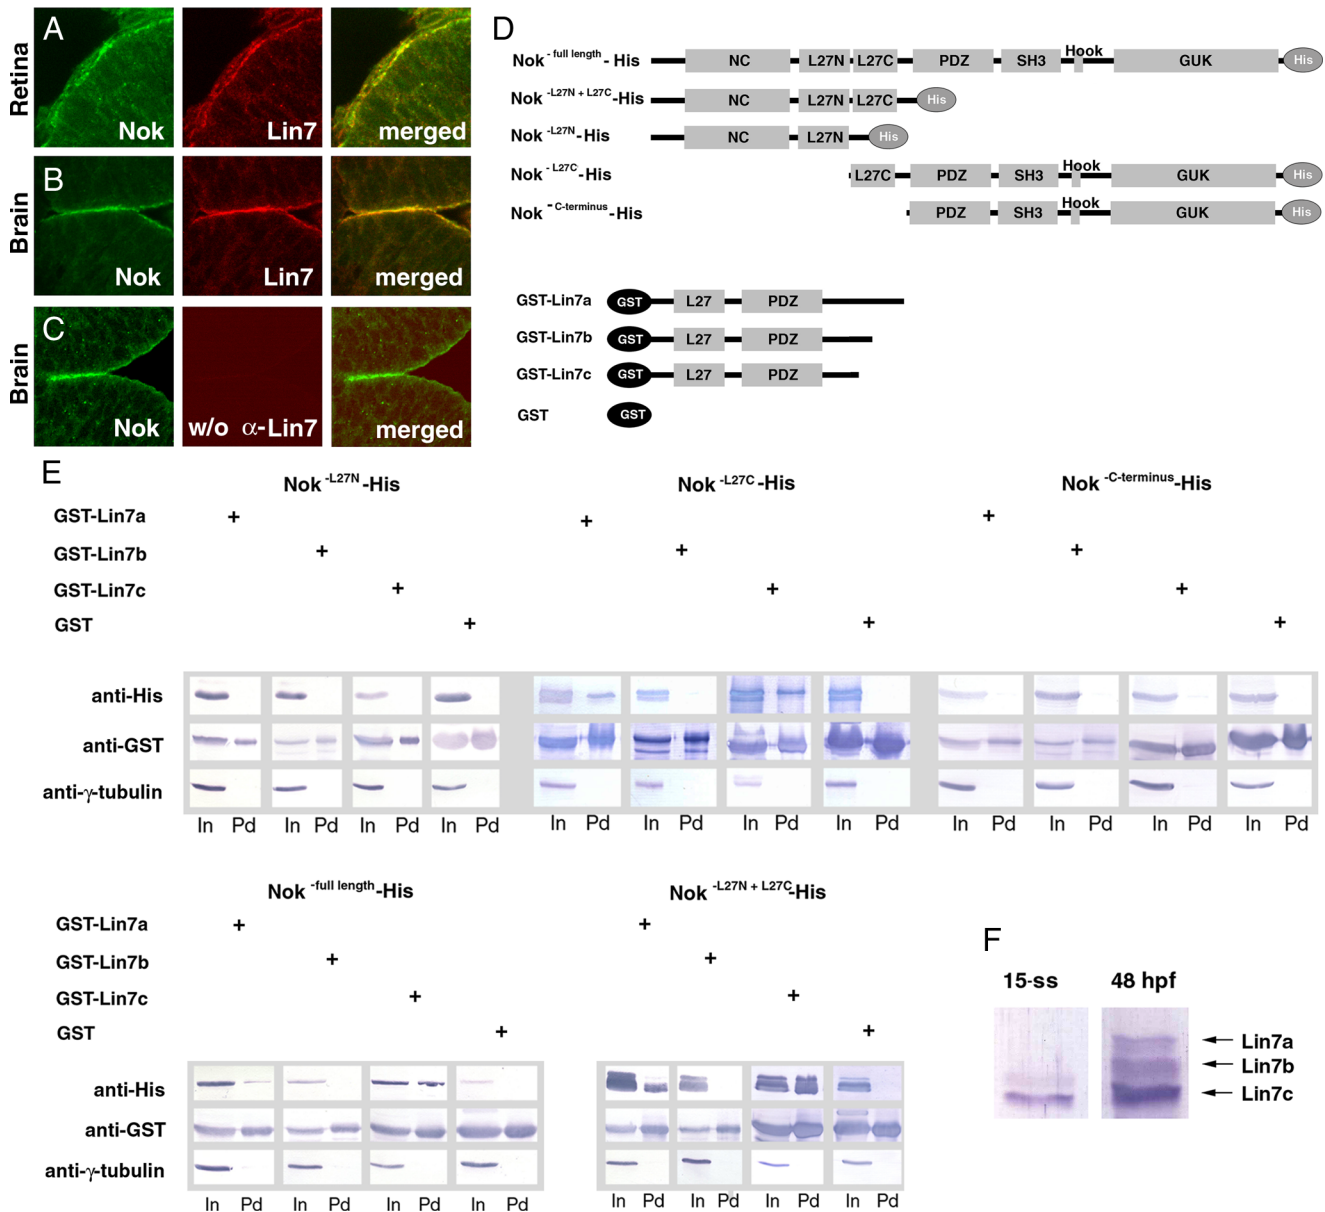 A
Retina
Nok
Lin7
merged
B
Brain
Nok
Lin7
merged
C
Brain
Nok
w/o α-Lin7
merged
D
Nok -full length- His NC L27N L27C PDZ SH3 Hook GUK His
Nok -L27N + L27C-His NC L27N L27C His
Nok -L27N-His NC L27N His
Nok -L27C-His L27C PDZ SH3 Hook GUK His
Nok -C-terminus-His PDZ SH3 Hook GUK His
GST-Lin7a GST L27 PDZ
GST-Lin7b GST L27 PDZ
GST-Lin7c GST L27 PDZ
GST GST
E
Nok -L27N-His Nok -L27C-His Nok -C-terminus-His
GST-Lin7a + + +
GST-Lin7b + + +
GST-Lin7c + + +
GST + + +
anti-His
anti-GST
anti-γ-tubulin
In Pd In Pd In Pd In Pd In Pd In Pd In Pd In Pd In Pd In Pd In Pd In Pd
Nok -full length-His Nok -L27N + L27C-His
GST-Lin7a + +
GST-Lin7b + +
GST-Lin7c + +
GST + +
anti-His
anti-GST
anti-γ-tubulin
In Pd In Pd In Pd In Pd In Pd In Pd In Pd In Pd
F
15-ss 48 hpf
Lin7a
Lin7b
Lin7c